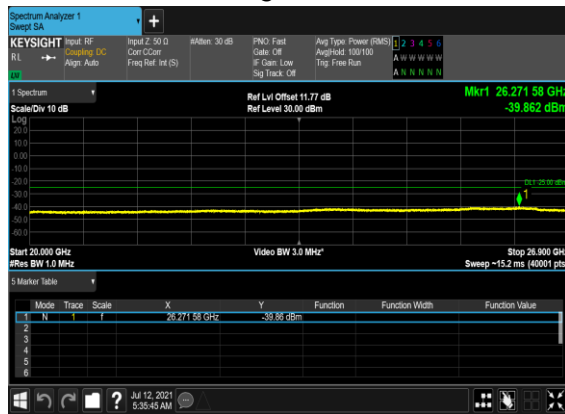 Spectrum Analyzer 1
Swept SA
+
KEYSIGHT Input: RF Input Z: 50 Ω #Atten: 30 dB PNO: Fast Avg Type: Power (RMS) 1 2 3 4 5 6
RL Coupling: DC Corr CCorr Gate: Off Avg|Hold: 100/100 A W W W W W
Align: Auto Freq Ref: Int (S) IF Gain: Low Trig: Free Run A N N N N N
Sig Track: Off
1 Spectrum Ref Lvl Offset 11.77 dB Mkr1 26.271 58 GHz
Scale/Div 10 dB Ref Level 30.00 dBm -39.862 dBm
Log
20.0
10.0
0.00
-10.0
-20.0
DL1 -25.00 dBm
-30.0
1
-40.0
-50.0
-60.0
Start 20.000 GHz Video BW 3.0 MHz* Stop 26.900 GHz
#Res BW 1.0 MHz Sweep ~15.2 ms (40001 pts
5 Marker Table
Mode Trace Scale X Y Function Function Width Function Value
1 N 1 f 26.271 58 GHz -39.86 dBm
2
3
4
5
6
? Jul 12, 2021
5:35:45 AM